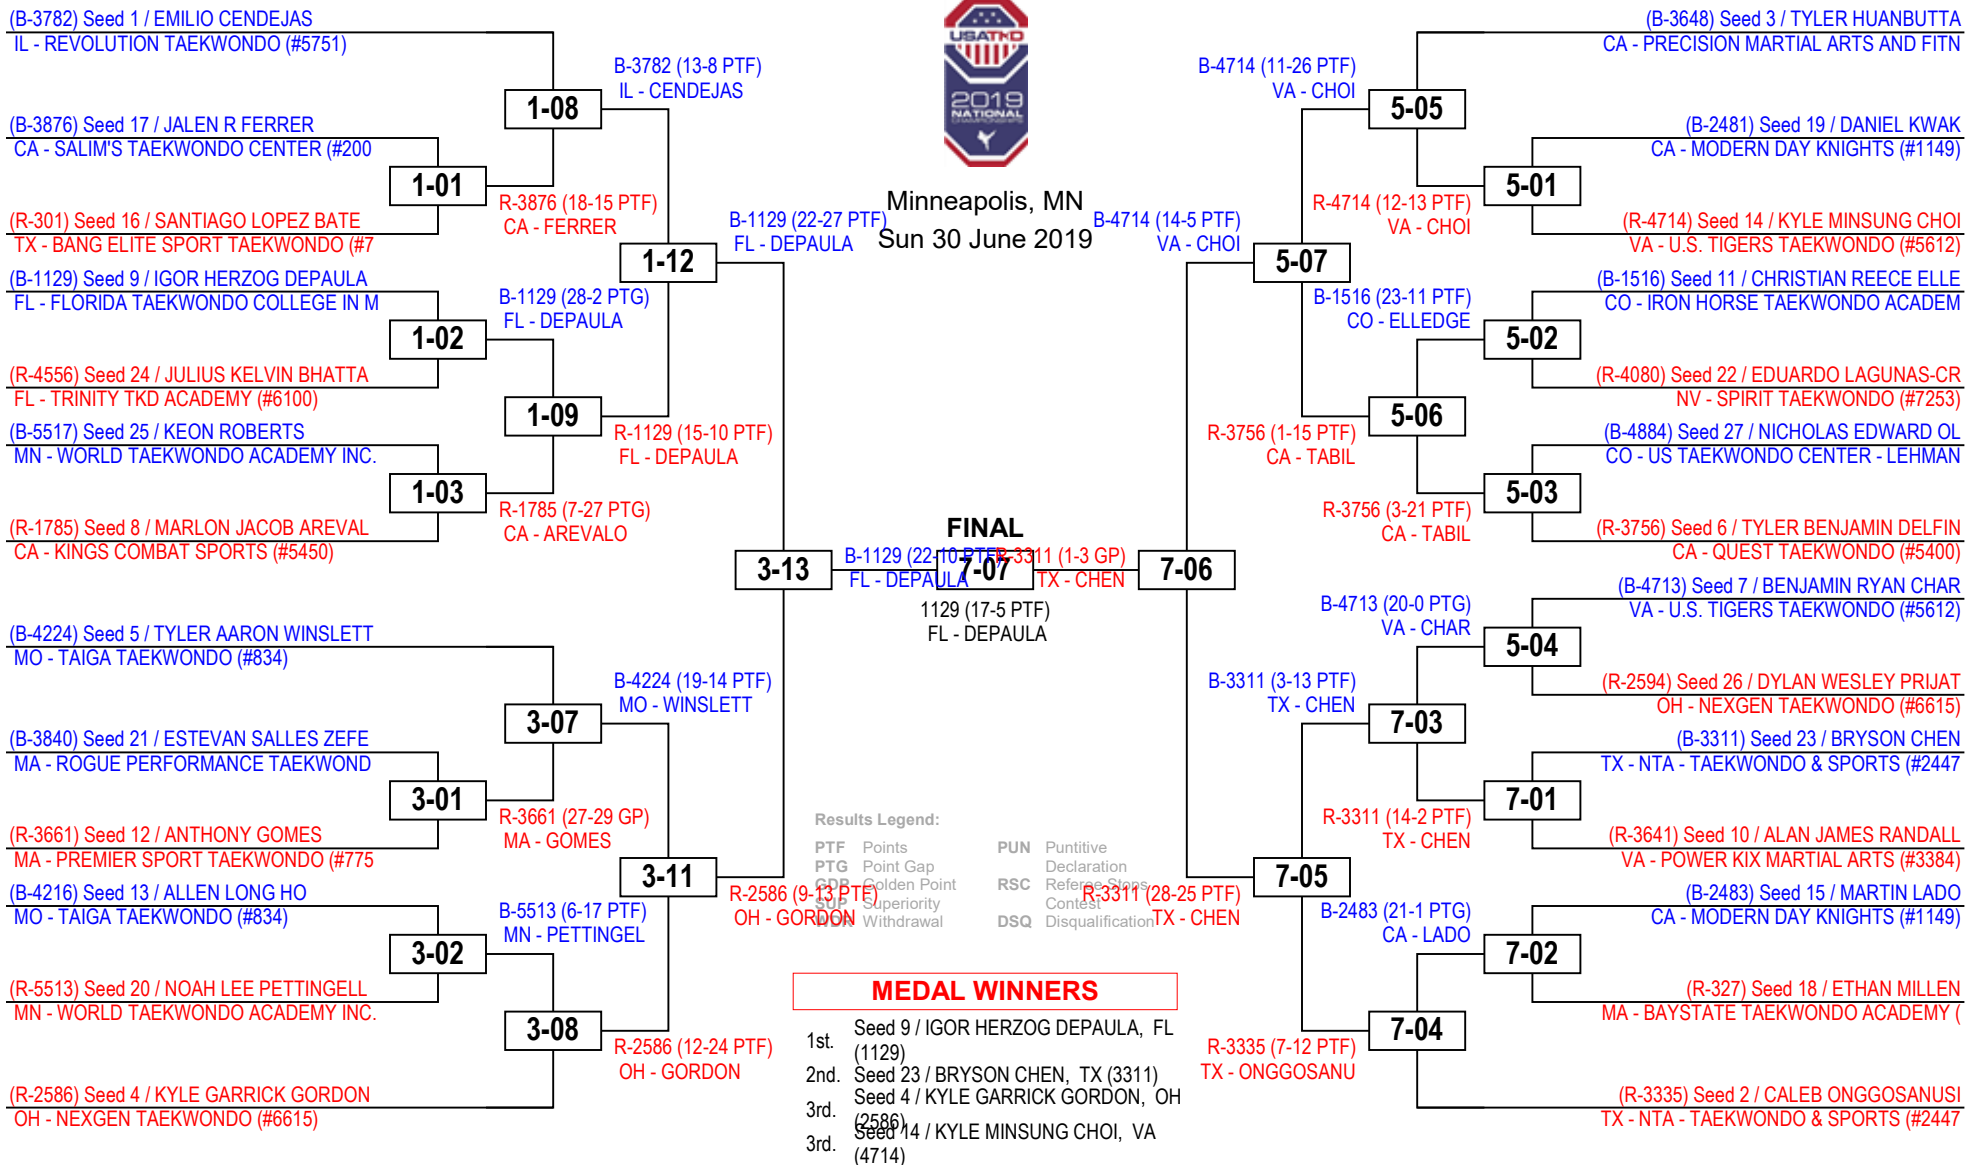 (B-3782) Seed 1 / EMILIO CENDEJAS
IL - REVOLUTION TAEKWONDO (#5751)
B-3782 (13-8 PTF)
IL - CENDEJAS
1-08
(B-3876) Seed 17 / JALEN R FERRER
CA - SALIM'S TAEKWONDO CENTER (#200
1-01
R-3876 (18-15 PTF)
CA - FERRER
(R-301) Seed 16 / SANTIAGO LOPEZ BATE
TX - BANG ELITE SPORT TAEKWONDO (#7
1-12
B-1129 (22-27 PTF)
FL - DEPAULA
(B-1129) Seed 9 / IGOR HERZOG DEPAULA
FL - FLORIDA TAEKWONDO COLLEGE IN M
B-1129 (28-2 PTG)
FL - DEPAULA
1-02
(R-4556) Seed 24 / JULIUS KELVIN BHATTA
FL - TRINITY TKD ACADEMY (#6100)
1-09
R-1129 (15-10 PTF)
FL - DEPAULA
(B-5517) Seed 25 / KEON ROBERTS
MN - WORLD TAEKWONDO ACADEMY INC.
1-03
R-1785 (7-27 PTG)
CA - AREVALO
(R-1785) Seed 8 / MARLON JACOB AREVAL
CA - KINGS COMBAT SPORTS (#5450)
3-13
B-1129 (22-10 PTF)
FL - DEPAULA
(B-4224) Seed 5 / TYLER AARON WINSLETT
MO - TAIGA TAEKWONDO (#834)
B-4224 (19-14 PTF)
MO - WINSLETT
3-07
(B-3840) Seed 21 / ESTEVAN SALLES ZEFE
MA - ROGUE PERFORMANCE TAEKWOND
3-01
R-3661 (27-29 GP)
MA - GOMES
(R-3661) Seed 12 / ANTHONY GOMES
MA - PREMIER SPORT TAEKWONDO (#775
3-11
R-2586 (9-13 PTF)
OH - GORDON
(B-4216) Seed 13 / ALLEN LONG HO
MO - TAIGA TAEKWONDO (#834)
B-5513 (6-17 PTF)
MN - PETTINGEL
3-02
(R-5513) Seed 20 / NOAH LEE PETTINGELL
MN - WORLD TAEKWONDO ACADEMY INC.
3-08
R-2586 (12-24 PTF)
OH - GORDON
(R-2586) Seed 4 / KYLE GARRICK GORDON
OH - NEXGEN TAEKWONDO (#6615)
USATKD
2019
NATIONAL
CHAMPIONSHIPS
Minneapolis, MN
Sun 30 June 2019
FINAL
7-07
1129 (17-5 PTF)
FL - DEPAULA
Results Legend:
PTF Points
PTG Point Gap
GDP Golden Point
SUP Superiority
WDR Withdrawal
PUN Puntitive
Declaration
RSC Referee Stops
Contest
DSQ Disqualification
MEDAL WINNERS
1st. Seed 9 / IGOR HERZOG DEPAULA, FL
(1129)
2nd. Seed 23 / BRYSON CHEN, TX (3311)
3rd. Seed 4 / KYLE GARRICK GORDON, OH
(2586)
3rd. Seed 14 / KYLE MINSUNG CHOI, VA
(4714)
(B-3648) Seed 3 / TYLER HUANBUTTA
CA - PRECISION MARTIAL ARTS AND FITN
B-4714 (11-26 PTF)
VA - CHOI
5-05
(B-2481) Seed 19 / DANIEL KWAK
CA - MODERN DAY KNIGHTS (#1149)
5-01
R-4714 (12-13 PTF)
VA - CHOI
(R-4714) Seed 14 / KYLE MINSUNG CHOI
VA - U.S. TIGERS TAEKWONDO (#5612)
B-4714 (14-5 PTF)
VA - CHOI
5-07
(B-1516) Seed 11 / CHRISTIAN REECE ELLE
CO - IRON HORSE TAEKWONDO ACADEM
B-1516 (23-11 PTF)
CO - ELLEDGE
5-02
(R-4080) Seed 22 / EDUARDO LAGUNAS-CR
NV - SPIRIT TAEKWONDO (#7253)
5-06
R-3756 (1-15 PTF)
CA - TABIL
(B-4884) Seed 27 / NICHOLAS EDWARD OL
CO - US TAEKWONDO CENTER - LEHMAN
5-03
R-3756 (3-21 PTF)
CA - TABIL
(R-3756) Seed 6 / TYLER BENJAMIN DELFIN
CA - QUEST TAEKWONDO (#5400)
7-06
R-3311 (1-3 GP)
TX - CHEN
(B-4713) Seed 7 / BENJAMIN RYAN CHAR
VA - U.S. TIGERS TAEKWONDO (#5612)
B-4713 (20-0 PTG)
VA - CHAR
5-04
(R-2594) Seed 26 / DYLAN WESLEY PRIJAT
OH - NEXGEN TAEKWONDO (#6615)
B-3311 (3-13 PTF)
TX - CHEN
7-03
(B-3311) Seed 23 / BRYSON CHEN
TX - NTA - TAEKWONDO & SPORTS (#2447
7-01
R-3311 (14-2 PTF)
TX - CHEN
(R-3641) Seed 10 / ALAN JAMES RANDALL
VA - POWER KIX MARTIAL ARTS (#3384)
7-05
R-3311 (28-25 PTF)
TX - CHEN
(B-2483) Seed 15 / MARTIN LADO
CA - MODERN DAY KNIGHTS (#1149)
B-2483 (21-1 PTG)
CA - LADO
7-02
(R-327) Seed 18 / ETHAN MILLEN
MA - BAYSTATE TAEKWONDO ACADEMY (
7-04
R-3335 (7-12 PTF)
TX - ONGGOSANU
(R-3335) Seed 2 / CALEB ONGGOSANUSI
TX - NTA - TAEKWONDO & SPORTS (#2447